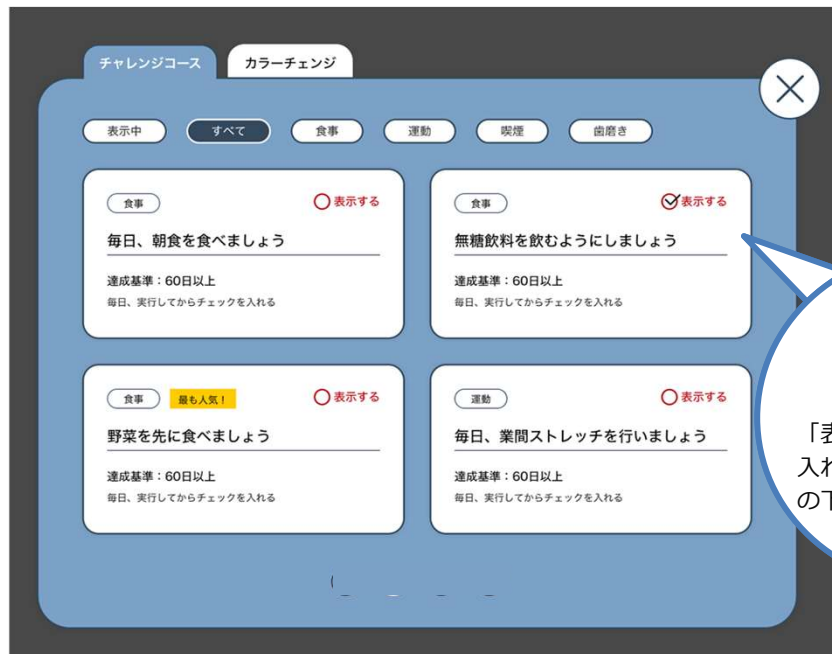 チャレンジコース カラーチェンジ
表示中 すべて 食事 運動 喫煙 歯磨き
食事 表示する
毎日、朝食を食べましょう
達成基準：60日以上
毎日、実行してからチェックを入れる
食事 表示する
無糖飲料を飲むようにしましょう
達成基準：60日以上
毎日、実行してからチェックを入れる
食事 最も人気！ 表示する
野菜を先に食べましょう
達成基準：60日以上
毎日、実行してからチェックを入れる
運動 表示する
毎日、業間ストレッチを行いましょう
達成基準：60日以上
毎日、実行してからチェックを入れる
「表
入れ
の下